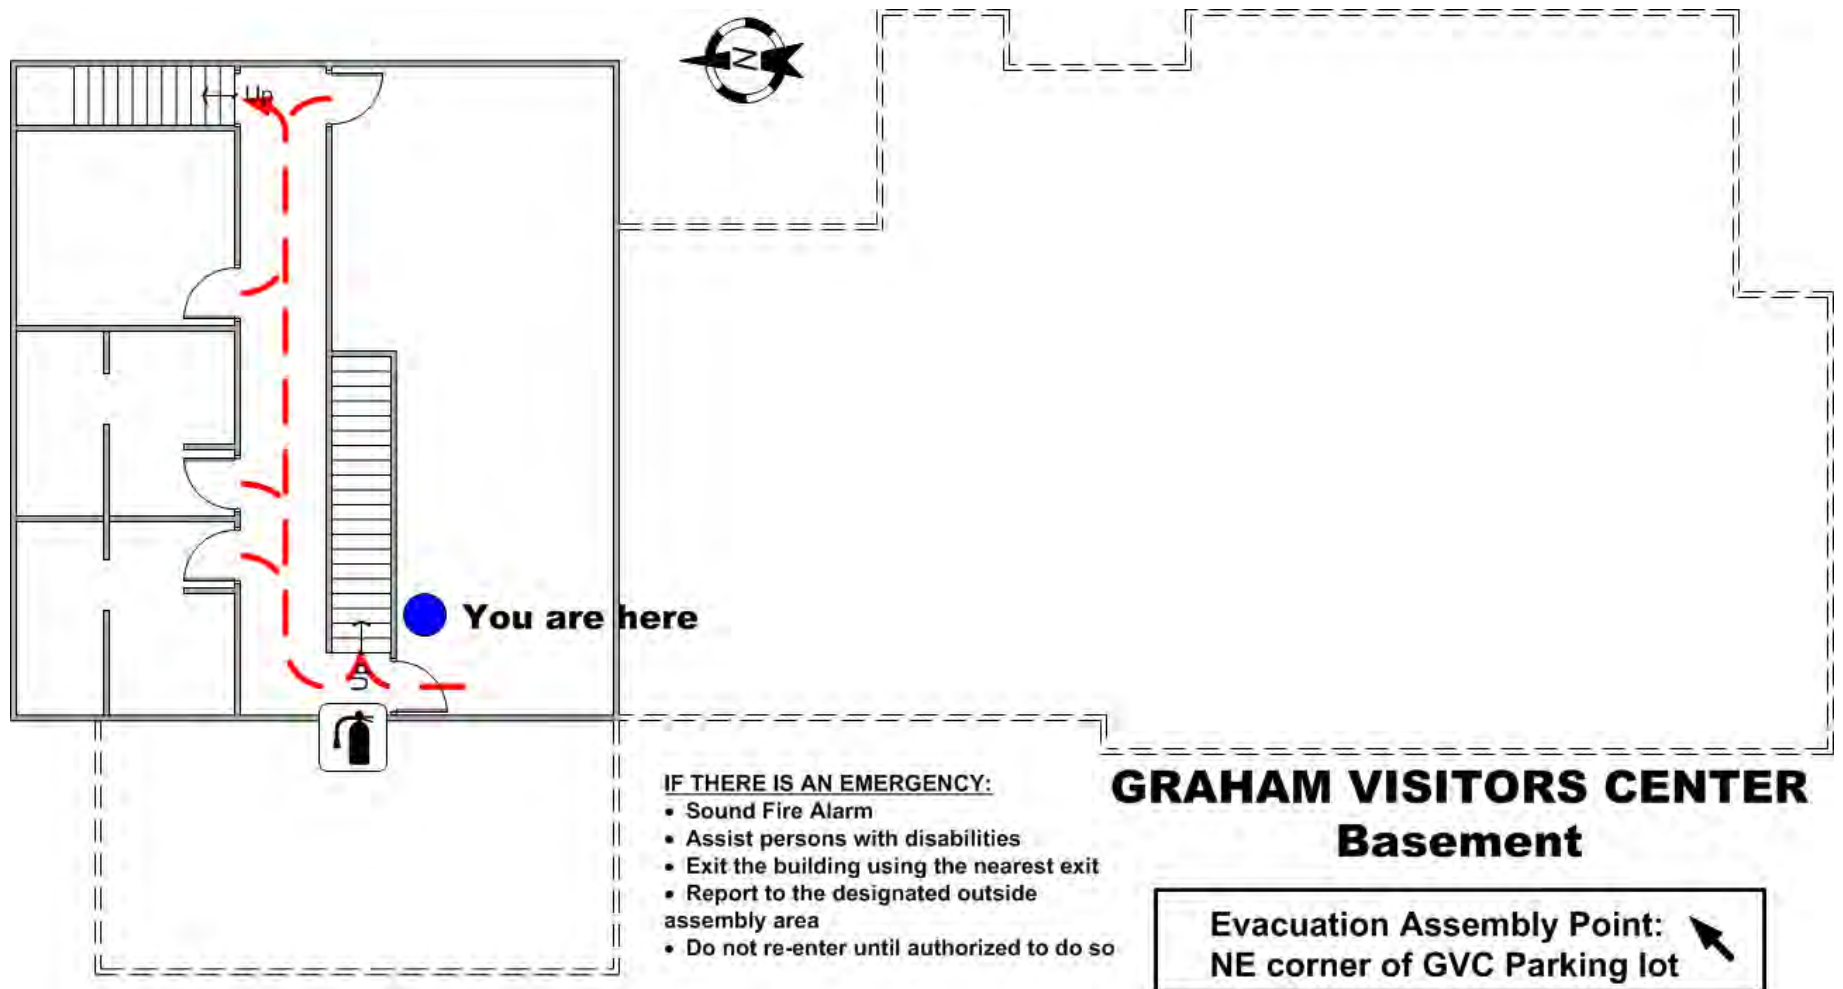 N
Up
You are here
Up
IF THERE IS AN EMERGENCY:
• Sound Fire Alarm
• Assist persons with disabilities
• Exit the building using the nearest exit
• Report to the designated outside
assembly area
• Do not re-enter until authorized to do so
GRAHAM VISITORS CENTER
Basement
Evacuation Assembly Point:
NE corner of GVC Parking lot